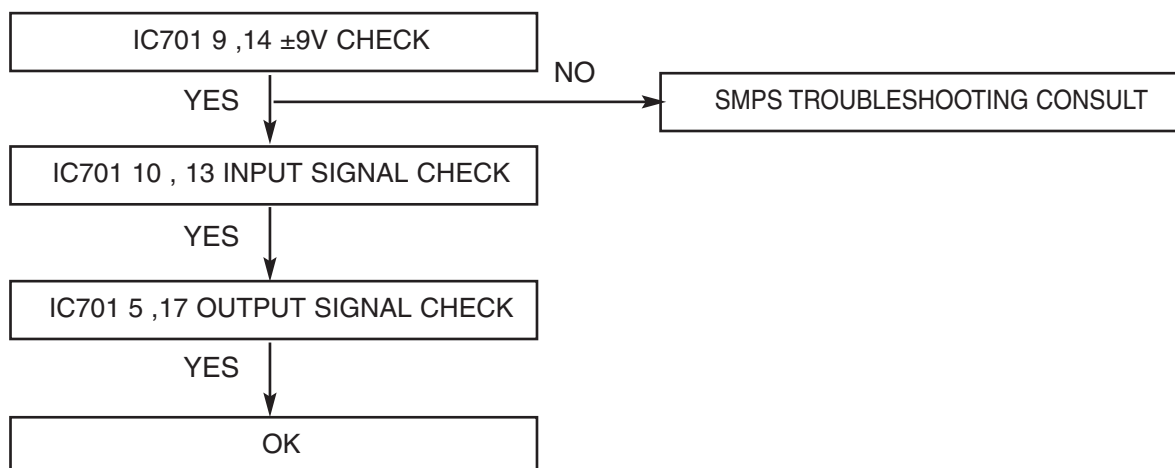 IC701 9 ,14 ±9V CHECK
NO
YES
SMPS TROUBLESHOOTING CONSULT
IC701 10 , 13 INPUT SIGNAL CHECK
YES
IC701 5 ,17 OUTPUT SIGNAL CHECK
YES
OK